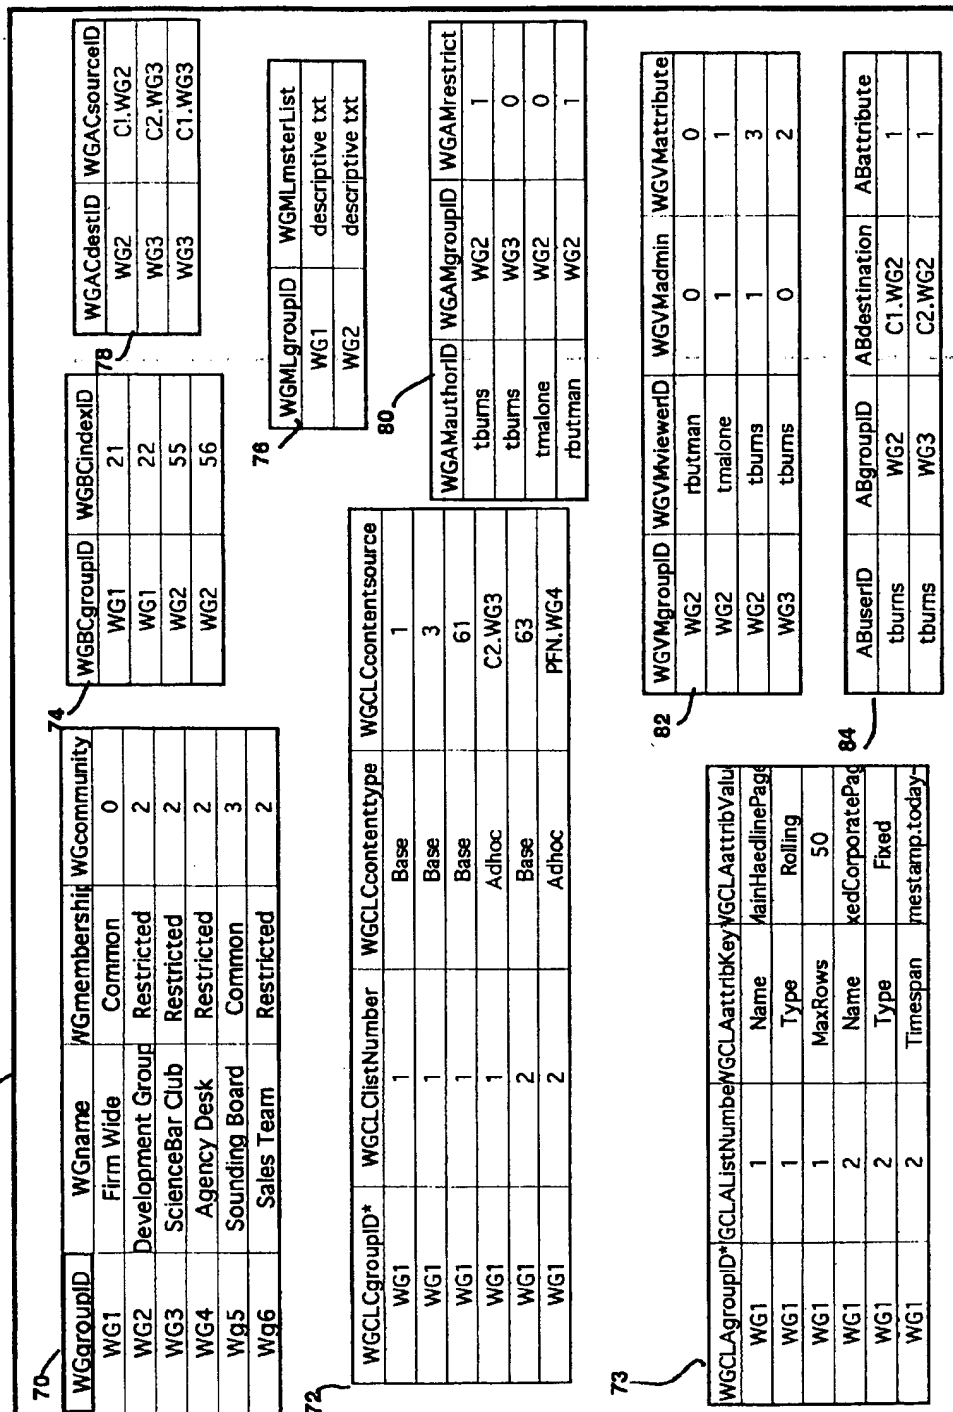 70
WGgroupID WGname WGmembership WGcommunity
WG1 Firm Wide Common 0
WG2 Development Group Restricted 2
WG3 ScienceBar Club Restricted 2
WG4 Agency Desk Restricted 2
Wg5 Sounding Board Common 3
Wg6 Sales Team Restricted 2
74
WGBCgroupID WGBCindexID
WG1 21
WG1 22
WG2 55
WG2 56
78
WGACdestID WGACsourceID
WG2 C!.WG2
WG3 C2.WG3
WG3 C1.WG3
76
WGMLgroupID WGMLmsterList
WG1 descriptive txt
WG2 descriptive txt
72
WGCLCgroupID* WGCLClistNumber WGCLCcontenttype WGCLCcontentsource
WG1 1 Base 1
WG1 1 Base 3
WG1 1 Base 61
WG1 1 Adhoc C2.WG3
WG1 2 Base 63
WG1 2 Adhoc PFN.WG4
80
WGAMauthorID WGAMgroupID WGAMrestrict
tburns WG2 1
tburns WG3 0
tmalone WG2 0
rbutman WG2 1
73
WGCLAgroupID* GCLAListNumbe WGCLAattribKey WGCLAattribValu
WG1 1 Name MainHaedlinePage
WG1 1 Type Rolling
WG1 1 MaxRows 50
WG1 2 Name xedCorporatePag
WG1 2 Type Fixed
WG1 2 Timespan mestamp.today-
82
WGVMgroupID WGVMviewerID WGVMadmin WGVMattribute
WG2 rbutman 0 0
WG2 tmalone 1 1
WG2 tburns 1 3
WG3 tburns 0 2
84
ABuserID ABgroupID ABdestination ABattribute
tburns WG2 C1.WG2 1
tburns WG3 C2.WG2 1